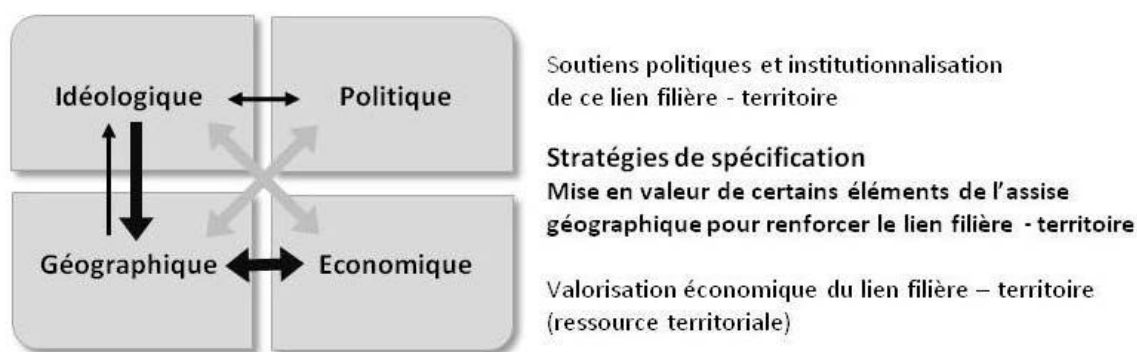 Idéologique
Politique
Géographique
Economique
Soutiens politiques et institutionnalisation
de ce lien filière - territoire
Stratégies de spécification
Mise en valeur de certains éléments de l'assise
géographique pour renforcer le lien filière - territoire
Valorisation économique du lien filière – territoire
(ressource territoriale)